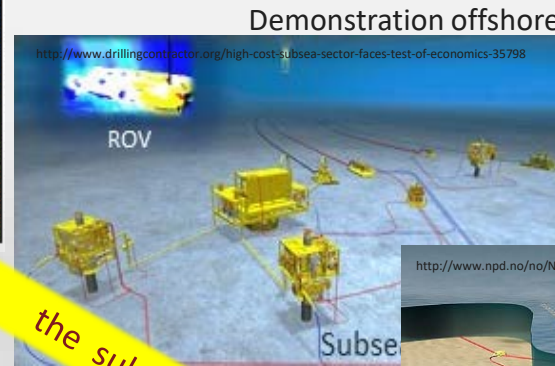 Demonstration offshore
http://www.drillingcontractor.org/high-cost-subsea-sector-faces-test-of-economics-35798
ROV
http://www.npd.no/no/N
the